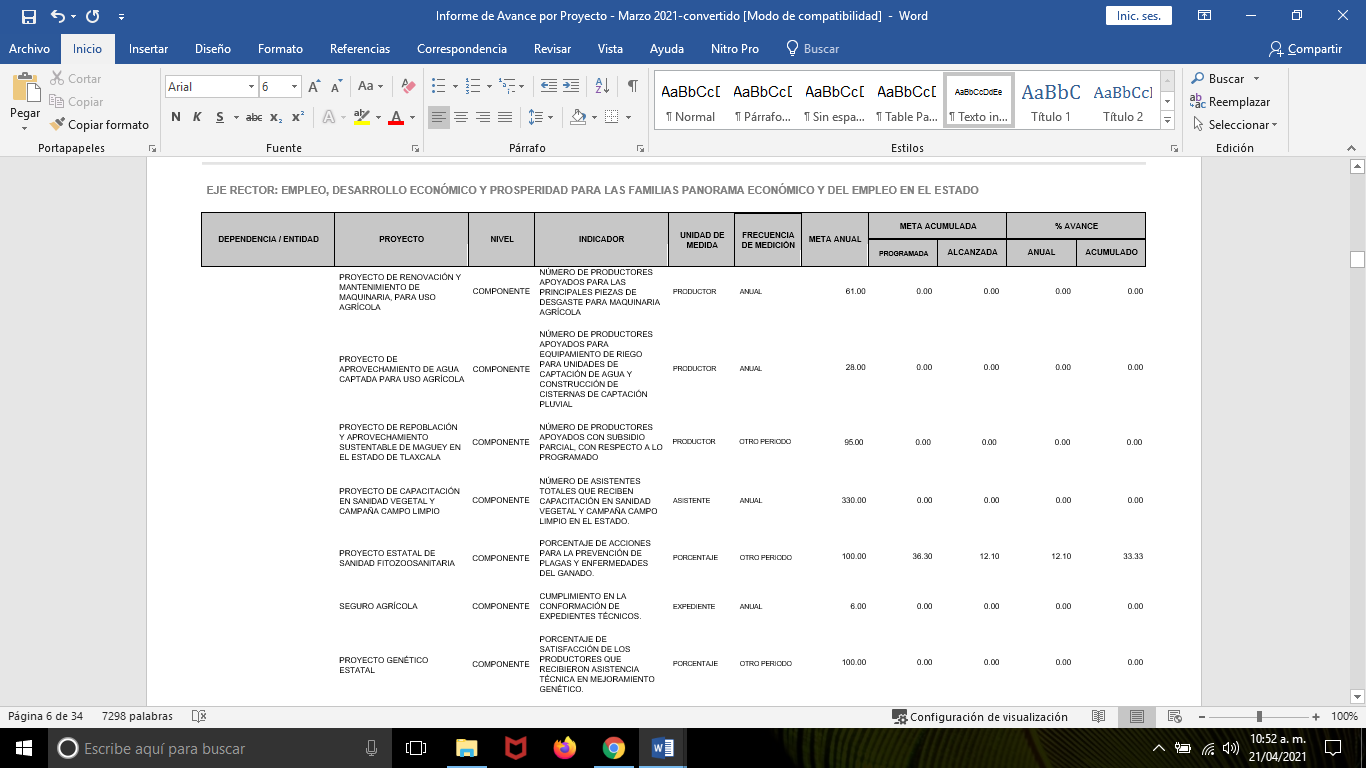 Informe de Avance por Proyecto - Marzo 2021-convertido [Modo de compatibilidad] - Word
Inic. ses.
Archivo Inicio Insertar Diseño Formato Referencias Correspondencia Revisar Vista Ayuda Nitro Pro Buscar Compartir
Pegar
Cortar
Copiar
Copiar formato
Portapapeles
Arial 6 Aa
N K S abc x₂ x² A A
Fuente
Párrafo
AaBbCcD AaBbCcD AaBbCcD AaBbCcD AaBbCcDdEe AaBbC AaBbCcI
¶ Normal ¶ Párrafo... ¶ Sin espa... ¶ Table Pa... ¶ Texto in... Título 1 Título 2
Estilos
Buscar
Reemplazar
Seleccionar
Edición
EJE RECTOR: EMPLEO, DESARROLLO ECONÓMICO Y PROSPERIDAD PARA LAS FAMILIAS PANORAMA ECONÓMICO Y DEL EMPLEO EN EL ESTADO
DEPENDENCIA / ENTIDAD
PROYECTO
NIVEL
INDICADOR
UNIDAD DE
MEDIDA
FRECUENCIA
DE MEDICIÓN
META ANUAL
META ACUMULADA
PROGRAMADA ALCANZADA
% AVANCE
ANUAL ACUMULADO
PROYECTO DE RENOVACIÓN Y
MANTENIMIENTO DE
MAQUINARIA, PARA USO
AGRÍCOLA
COMPONENTE
NÚMERO DE PRODUCTORES
APOYADOS PARA LAS
PRINCIPALES PIEZAS DE
DESGASTE PARA MAQUINARIA
AGRÍCOLA
PRODUCTOR ANUAL 61.00 0.00 0.00 0.00 0.00
PROYECTO DE
APROVECHAMIENTO DE AGUA
CAPTADA PARA USO AGRÍCOLA
COMPONENTE
NÚMERO DE PRODUCTORES
APOYADOS PARA
EQUIPAMIENTO DE RIEGO
PARA UNIDADES DE
CAPTACIÓN DE AGUA Y
CONSTRUCCIÓN DE
CISTERNAS DE CAPTACIÓN
PLUVIAL
PRODUCTOR ANUAL 28.00 0.00 0.00 0.00 0.00
PROYECTO DE REPOBLACIÓN
Y APROVECHAMIENTO
SUSTENTABLE DE MAGUEY EN
EL ESTADO DE TLAXCALA
COMPONENTE
NÚMERO DE PRODUCTORES
APOYADOS CON SUBSIDIO
PARCIAL, CON RESPECTO A LO
PROGRAMADO
PRODUCTOR OTRO PERIODO 95.00 0.00 0.00 0.00 0.00
PROYECTO DE CAPACITACIÓN
EN SANIDAD VEGETAL Y
CAMPAÑA CAMPO LIMPIO
COMPONENTE
NÚMERO DE ASISTENTES
TOTALES QUE RECIBEN
CAPACITACIÓN EN SANIDAD
VEGETAL Y CAMPAÑA CAMPO
LIMPIO EN EL ESTADO.
ASISTENTE ANUAL 330.00 0.00 0.00 0.00 0.00
PROYECTO ESTATAL DE
SANIDAD FITOZOOSANITARIA
COMPONENTE
PORCENTAJE DE ACCIONES
PARA LA PREVENCIÓN DE
PLAGAS Y ENFERMEDADES
DEL GANADO.
PORCENTAJE OTRO PERIODO 100.00 36.30 12.10 12.10 33.33
SEGURO AGRÍCOLA
COMPONENTE
CUMPLIMIENTO EN LA
CONFORMACIÓN DE
EXPEDIENTES TÉCNICOS.
EXPEDIENTE ANUAL 6.00 0.00 0.00 0.00 0.00
PROYECTO GENÉTICO
ESTATAL
COMPONENTE
PORCENTAJE DE
SATISFACCIÓN DE LOS
PRODUCTORES QUE
RECIBIERON ASISTENCIA
TÉCNICA EN MEJORAMIENTO
GENÉTICO.
PORCENTAJE OTRO PERIODO 100.00 0.00 0.00 0.00 0.00
Página 6 de 34 7298 palabras Configuración de visualización 100%
Escribe aquí para buscar
10:52 a. m.
21/04/2021